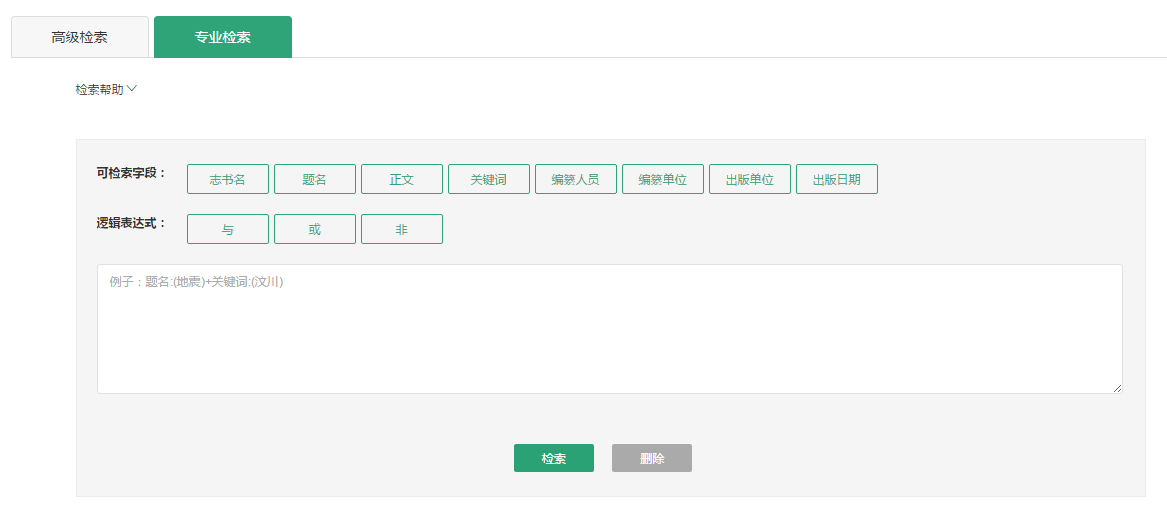 高级检索 专业检索
检索帮助
可检索字段： 志书名 题名 正文 关键词 编纂人员 编纂单位 出版单位 出版日期
逻辑表达式： 与 或 非
例子：题名:(地震)+关键词:(汶川)
检索 删除